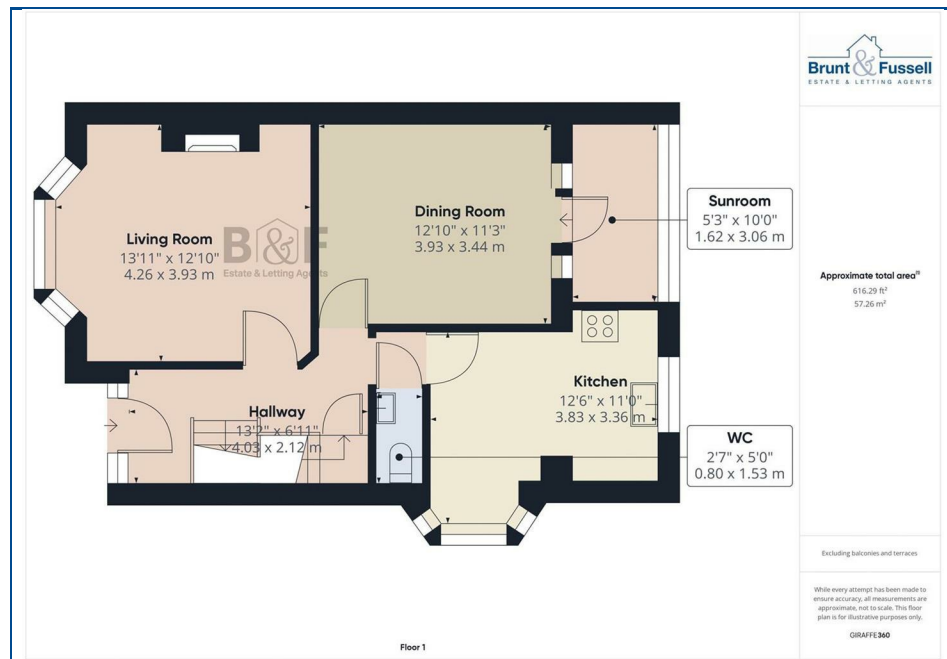 Brunt & Fussell
ESTATE & LETTING AGENTS
Living Room
13'11" x 12'10"
4.26 x 3.93 m
B&F
Estate & Letting Agents
Dining Room
12'10" x 11'3"
3.93 x 3.44 m
Sunroom
5'3" x 10'0"
1.62 x 3.06 m
Hallway
13'2" x 6'11"
4.03 x 2.12 m
Kitchen
12'6" x 11'0"
3.83 x 3.36 m
WC
2'7" x 5'0"
0.80 x 1.53 m
Floor 1
Approximate total area⁽¹⁾
616.29 ft²
57.26 m²
Excluding balconies and terraces
While every attempt has been made to
ensure accuracy, all measurements are
approximate, not to scale. This floor
plan is for illustrative purposes only.
GIRAFFE360